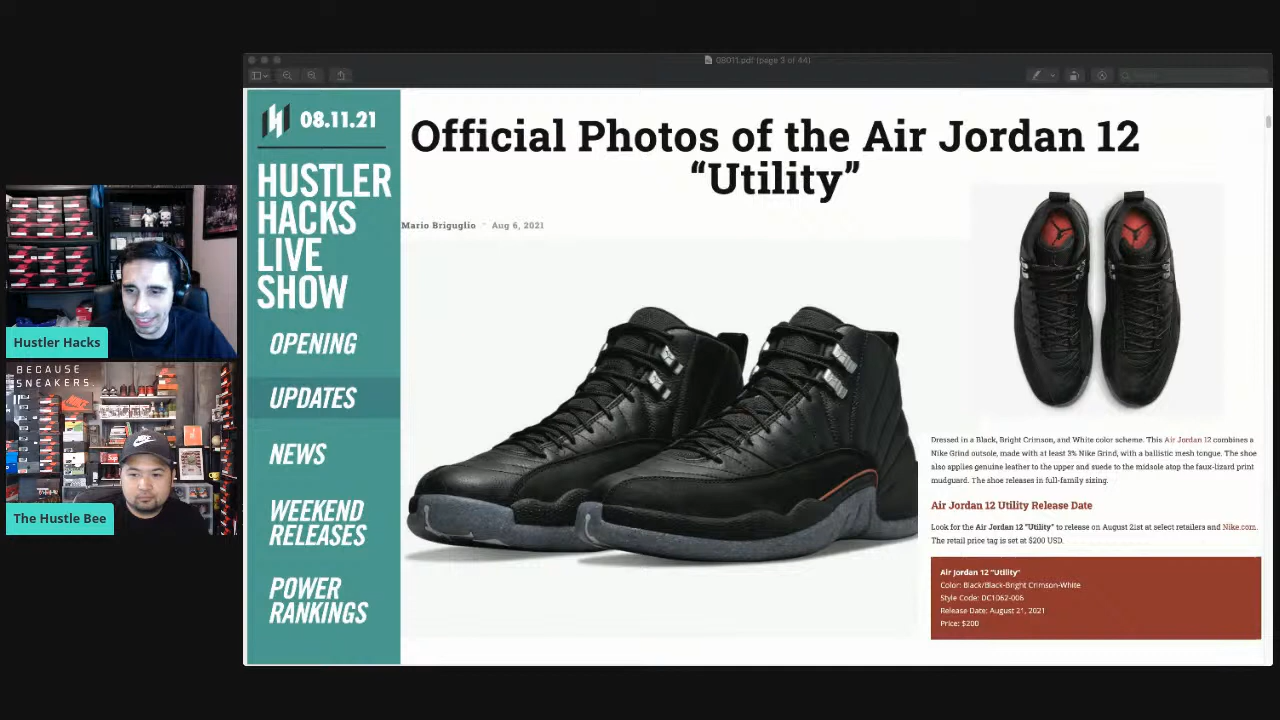 08011.pdf (page 3 of 44)
08.11.21
HUSTLER
HACKS
LIVE
SHOW
OPENING
UPDATES
NEWS
WEEKEND
RELEASES
POWER
RANKINGS
Official Photos of the Air Jordan 12
“Utility”
Mario Briguglio - Aug 6, 2021
Dressed in a Black, Bright Crimson, and White color scheme. This Air Jordan 12 combines a
Nike Grind outsole, made with at least 3% Nike Grind, with a ballistic mesh tongue. The shoe
also applies genuine leather to the upper and suede to the midsole atop the faux-lizard print
mudguard. The shoe releases in full-family sizing.
Air Jordan 12 Utility Release Date
Look for the Air Jordan 12 "Utility" to release on August 21st at select retailers and Nike.com.
The retail price tag is set at $200 USD.
Air Jordan 12 "Utility"
Color: Black/Black-Bright Crimson-White
Style Code: DC1062-006
Release Date: August 21, 2021
Price: $200
Hustler Hacks
BECAUSE
SNEAKERS.
The Hustle Bee